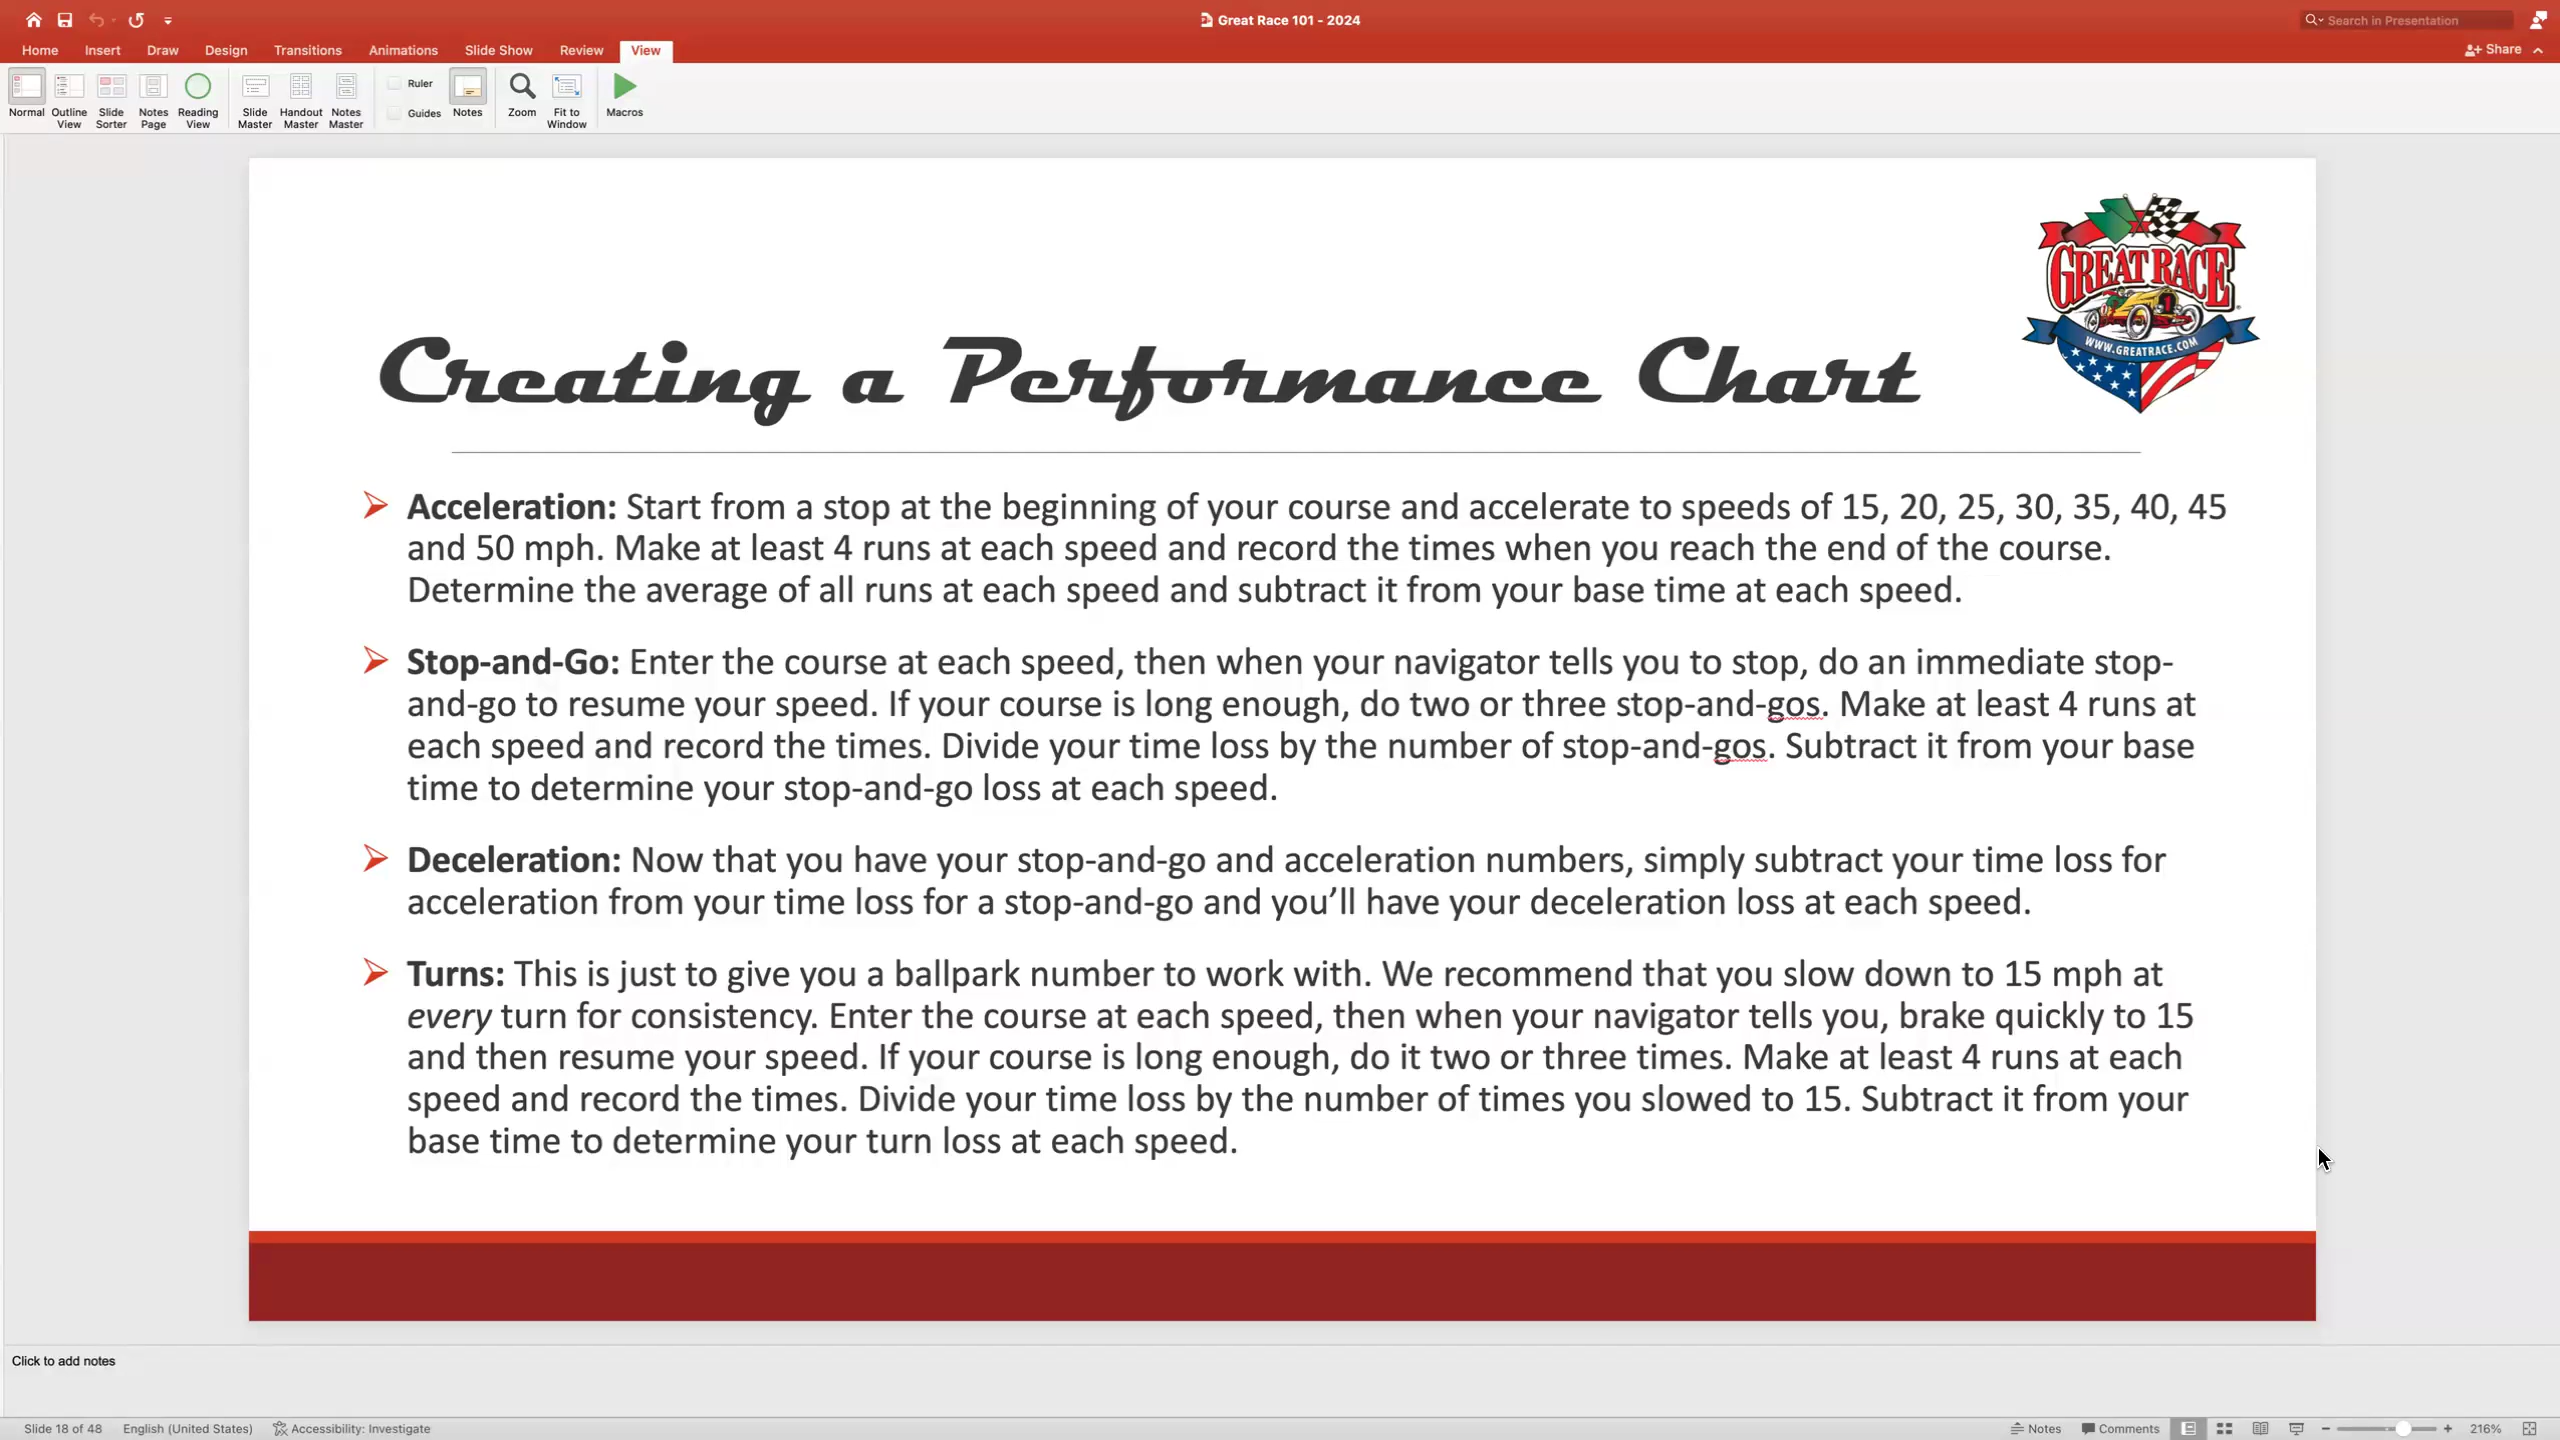 Great Race 101 - 2024
Search in Presentation
Home Insert Draw Design Transitions Animations Slide Show Review View
Share
Normal
Outline View
Slide Sorter
Notes Page
Reading View
Slide Master
Handout Master
Notes Master
Ruler
Guides
Notes
Zoom
Fit to Window
Macros
GREAT RACE
WWW.GREATRACE.COM
Creating a Performance Chart
Acceleration: Start from a stop at the beginning of your course and accelerate to speeds of 15, 20, 25, 30, 35, 40, 45
and 50 mph. Make at least 4 runs at each speed and record the times when you reach the end of the course.
Determine the average of all runs at each speed and subtract it from your base time at each speed.
Stop-and-Go: Enter the course at each speed, then when your navigator tells you to stop, do an immediate stop-
and-go to resume your speed. If your course is long enough, do two or three stop-and-gos. Make at least 4 runs at
each speed and record the times. Divide your time loss by the number of stop-and-gos. Subtract it from your base
time to determine your stop-and-go loss at each speed.
Deceleration: Now that you have your stop-and-go and acceleration numbers, simply subtract your time loss for
acceleration from your time loss for a stop-and-go and you’ll have your deceleration loss at each speed.
Turns: This is just to give you a ballpark number to work with. We recommend that you slow down to 15 mph at
every turn for consistency. Enter the course at each speed, then when your navigator tells you, brake quickly to 15
and then resume your speed. If your course is long enough, do it two or three times. Make at least 4 runs at each
speed and record the times. Divide your time loss by the number of times you slowed to 15. Subtract it from your
base time to determine your turn loss at each speed.
Click to add notes
Slide 18 of 48 English (United States) Accessibility: Investigate Notes Comments 216%